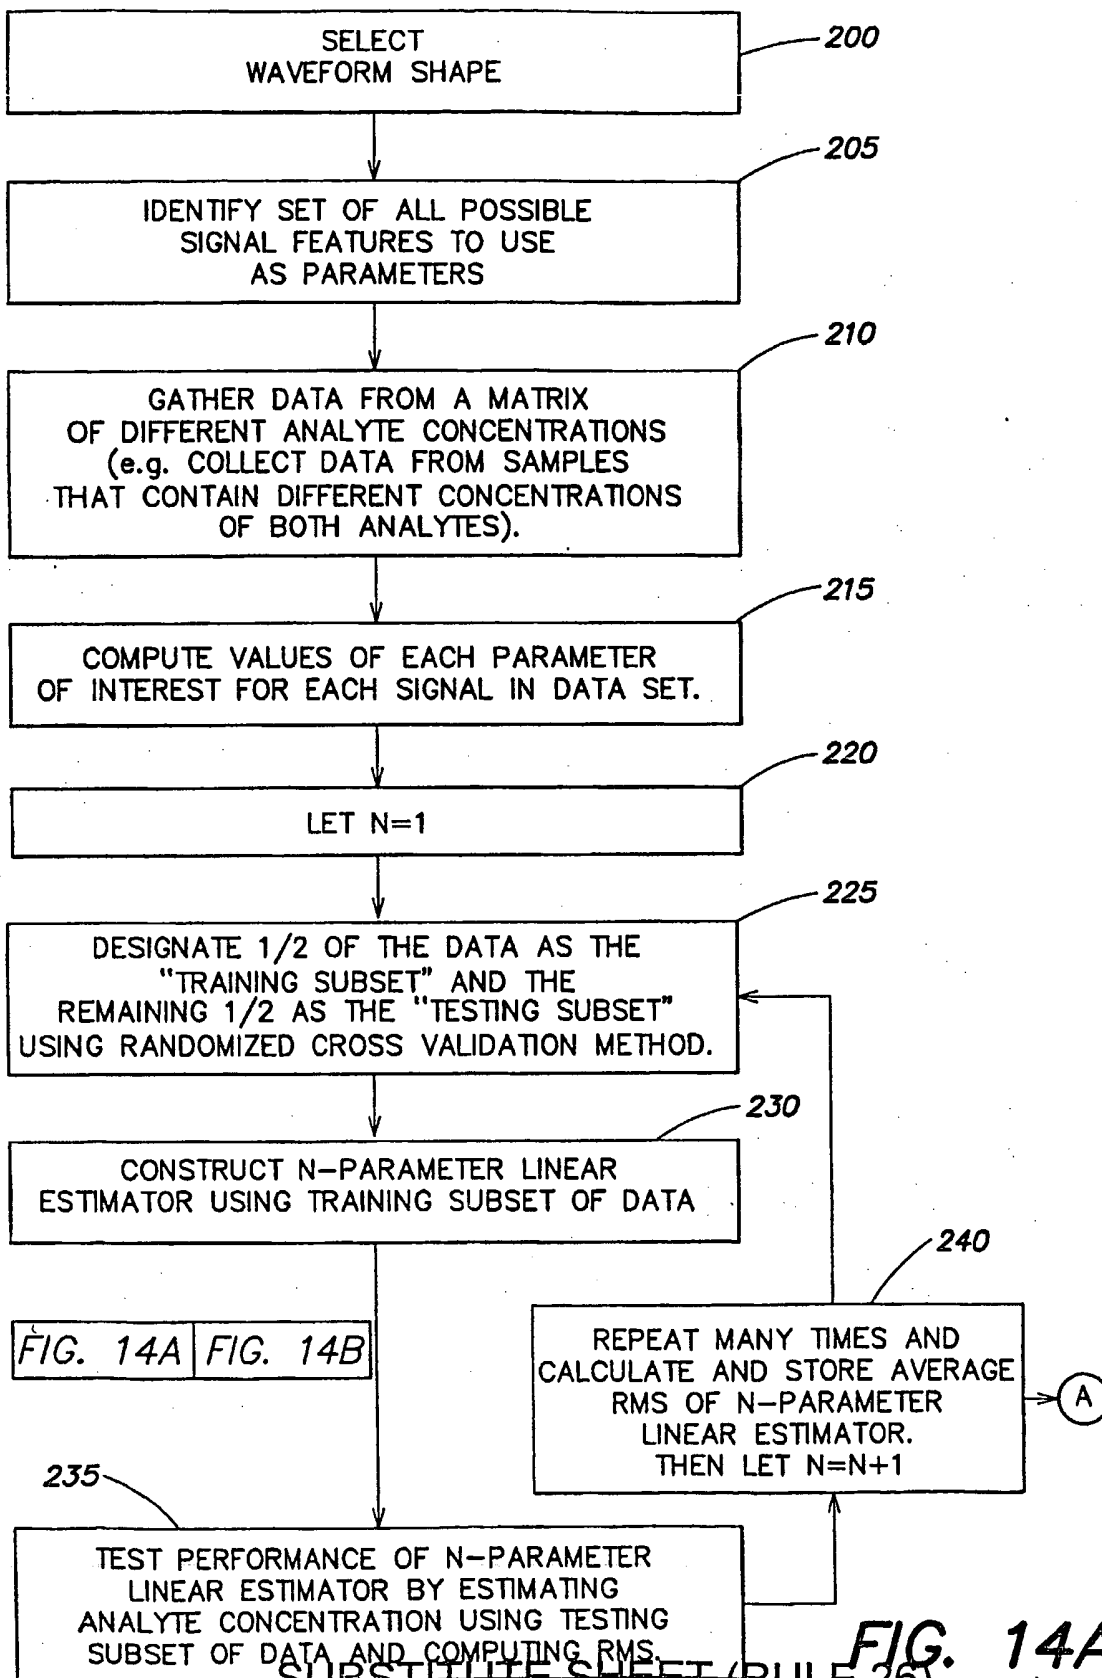 SELECT
WAVEFORM SHAPE
200
205
IDENTIFY SET OF ALL POSSIBLE
SIGNAL FEATURES TO USE
AS PARAMETERS
210
GATHER DATA FROM A MATRIX
OF DIFFERENT ANALYTE CONCENTRATIONS
(e.g. COLLECT DATA FROM SAMPLES
THAT CONTAIN DIFFERENT CONCENTRATIONS
OF BOTH ANALYTES).
215
COMPUTE VALUES OF EACH PARAMETER
OF INTEREST FOR EACH SIGNAL IN DATA SET.
220
LET N=1
225
DESIGNATE 1/2 OF THE DATA AS THE
"TRAINING SUBSET" AND THE
REMAINING 1/2 AS THE "TESTING SUBSET"
USING RANDOMIZED CROSS VALIDATION METHOD.
230
CONSTRUCT N-PARAMETER LINEAR
ESTIMATOR USING TRAINING SUBSET OF DATA
240
FIG. 14A FIG. 14B
REPEAT MANY TIMES AND
CALCULATE AND STORE AVERAGE
RMS OF N-PARAMETER
LINEAR ESTIMATOR.
THEN LET N=N+1
A
235
TEST PERFORMANCE OF N-PARAMETER
LINEAR ESTIMATOR BY ESTIMATING
ANALYTE CONCENTRATION USING TESTING
SUBSET OF DATA AND COMPUTING RMS.
FIG. 14A
SUBSTITUTE SHEET (RULE 26)